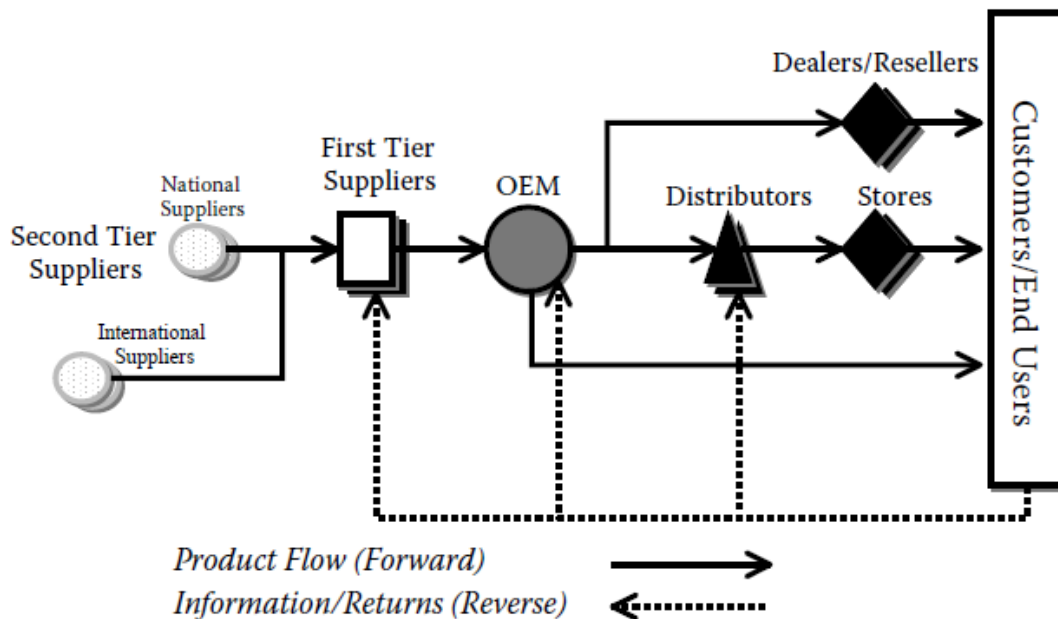 Dealers/Resellers
First Tier
Suppliers
OEM
Distributors
Stores
National
Suppliers
Second Tier
Suppliers
International
Suppliers
Customers/End Users
Product Flow (Forward)
Information/Returns (Reverse)